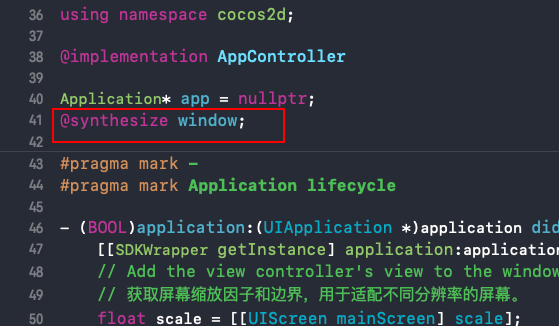 36 using namespace cocos2d;
37
38 @implementation AppController
39
40 Application* app = nullptr;
41 @synthesize window;
42
43 #pragma mark -
44 #pragma mark Application lifecycle
45
46 - (BOOL)application:(UIApplication *)application did
47 [[SDKWrapper getInstance] application:application
48 // Add the view controller's view to the window
49 // 获取屏幕缩放因子和边界，用于适配不同分辨率的屏幕。
50 float scale = [[UIScreen mainScreen] scale];